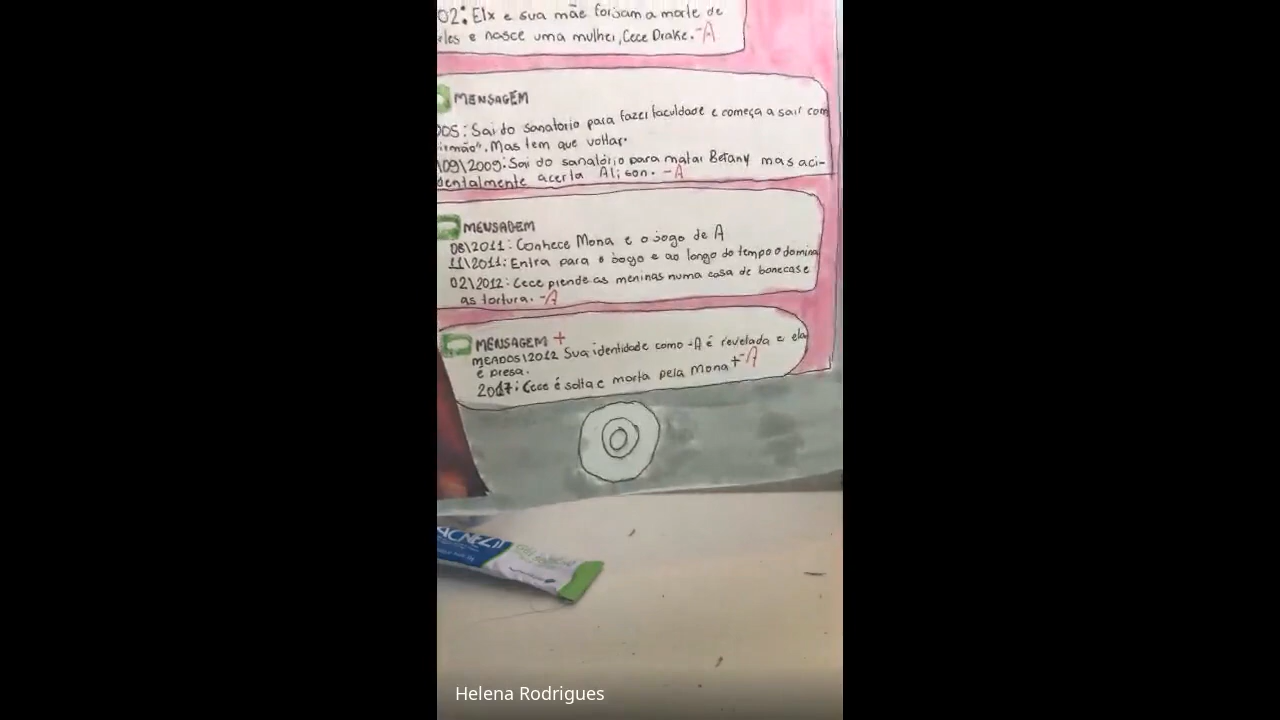 02: Elx e sua mãe forjam a morte de
eles e nasce uma mulher, Cece Drake. -A
MENSAGEM
005: Sai do sanatório para fazer faculdade e começa a sair com
irmão". Mas tem que voltar.
\09\2009: Sai do sanatório para matar Betany mas aci-
dentalmente acerta Alison. -A
MENSAGEM
08\2011: Conhece Mona e o jogo de A
11\2011: Entra para o jogo e ao longo do tempo o domina
02\2012: Cece prende as meninas numa casa de bonecas e
as tortura. -A
MENSAGEM +
MEADOS\2012 Sua identidade como -A é revelada e ela
é presa.
2017: Cece é solta e morta pela Mona + -A
ACNEZIL
Helena Rodrigues